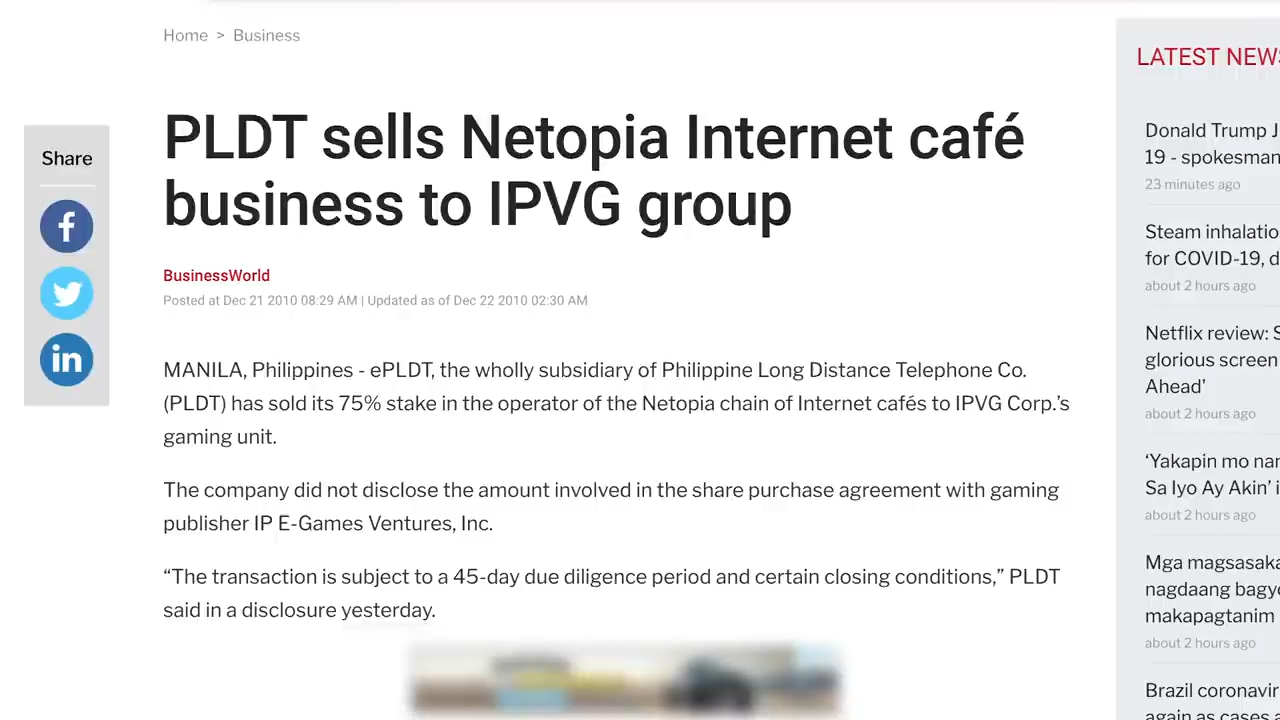 Home > Business
PLDT sells Netopia Internet café
business to IPVG group
Share
BusinessWorld
Posted at Dec 21 2010 08:29 AM | Updated as of Dec 22 2010 02:30 AM
MANILA, Philippines - ePLDT, the wholly subsidiary of Philippine Long Distance Telephone Co.
(PLDT) has sold its 75% stake in the operator of the Netopia chain of Internet cafés to IPVG Corp.’s
gaming unit.
The company did not disclose the amount involved in the share purchase agreement with gaming
publisher IP E-Games Ventures, Inc.
“The transaction is subject to a 45-day due diligence period and certain closing conditions,” PLDT
said in a disclosure yesterday.
LATEST NEWS
Donald Trump J
19 - spokesman
23 minutes ago
Steam inhalatio
for COVID-19, d
about 2 hours ago
Netflix review: S
glorious screen
Ahead'
about 2 hours ago
‘Yakapin mo nar
Sa Iyo Ay Akin’ i
about 2 hours ago
Mga magsasaka
nagdaang bagyo
makapagtanim
about 2 hours ago
Brazil coronavir
again as cases a